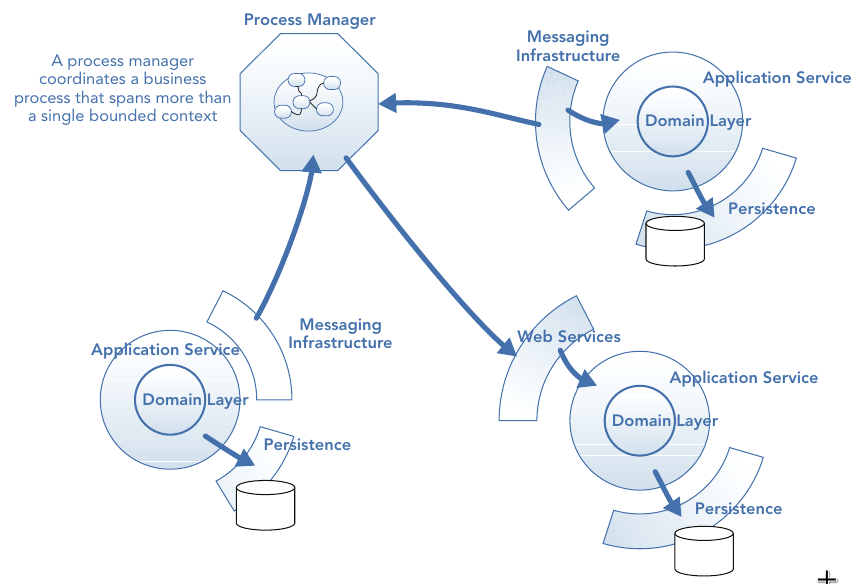 Process Manager
A process manager
coordinates a business
process that spans more than
a single bounded context
Messaging
Infrastructure
Application Service
Domain Layer
Persistence
Messaging
Infrastructure
Application Service
Domain Layer
Persistence
Web Services
Application Service
Domain Layer
Persistence